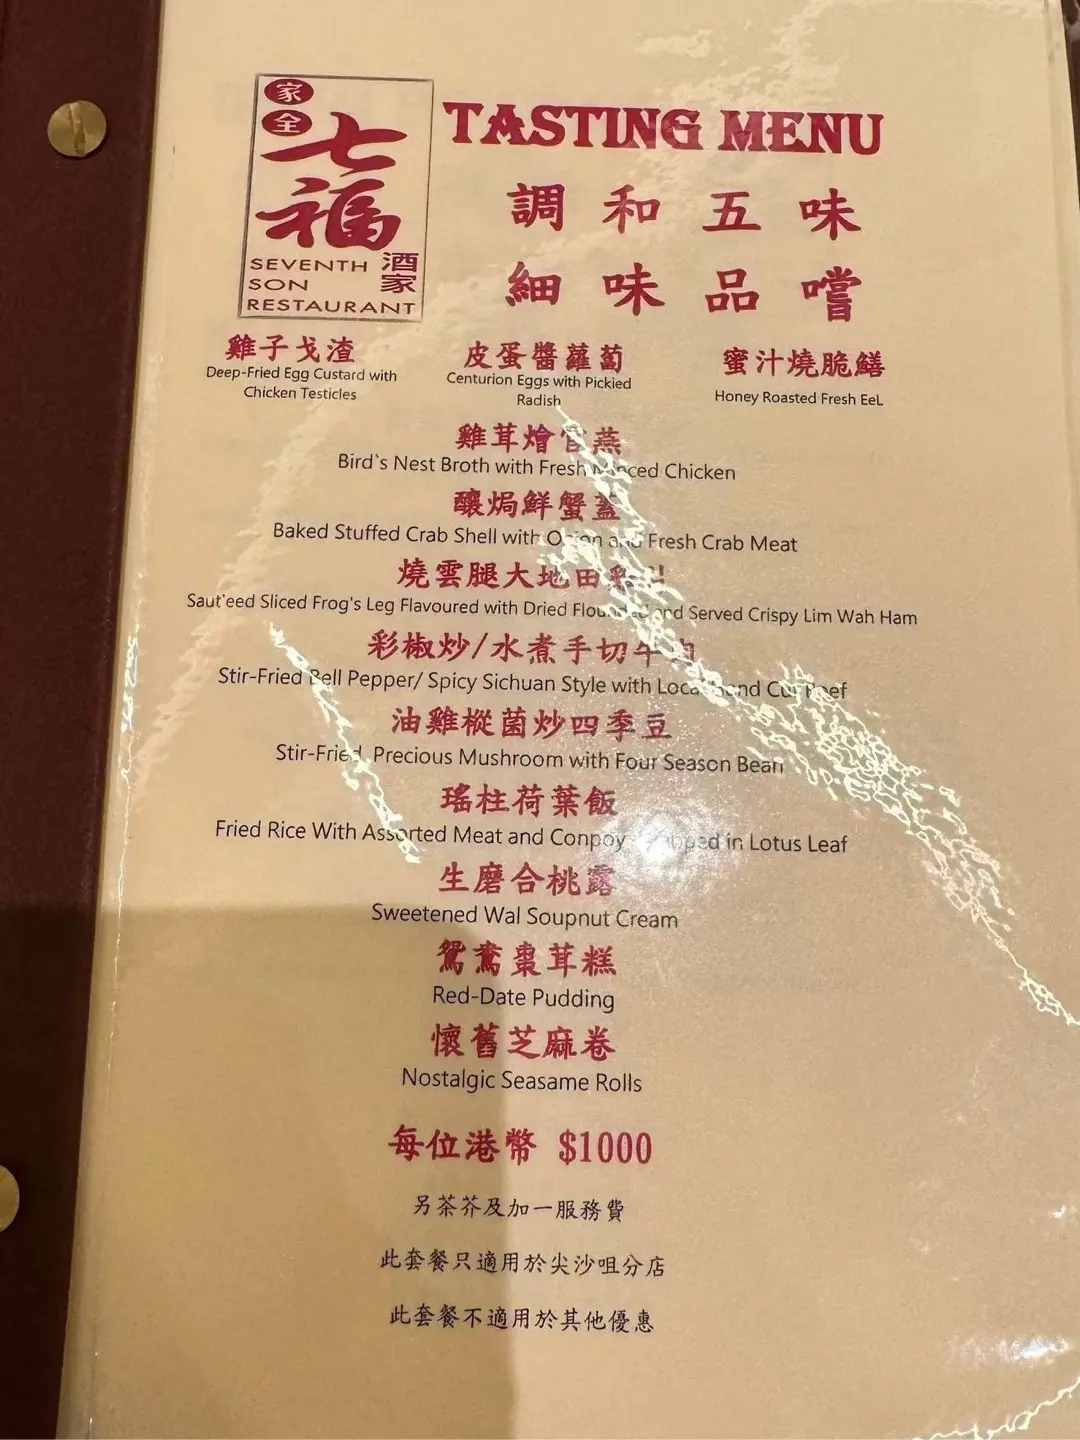 家
全
七
福
酒家
SEVENTH
SON
RESTAURANT
TASTING MENU
調和五味
細味品嚐
雞子戈渣
Deep-Fried Egg Custard with
Chicken Testicles
皮蛋醬蘿蔔
Centurion Eggs with Pickied
Radish
蜜汁燒脆鱔
Honey Roasted Fresh EeL
雞茸燴官燕
Bird`s Nest Broth with Fresh Minced Chicken
釀焗鮮蟹蓋
Baked Stuffed Crab Shell with Onion and Fresh Crab Meat
燒雲腿大地田
Saut'eed Sliced Frog's Leg Flavoured with Dried and Served Crispy Lim Wah Ham
彩椒炒/水煮手切牛肉
Stir-Fried Bell Pepper/ Spicy Sichuan Style with Local Hand Cut Beef
油雞樅菌炒四季豆
Stir-Fried Precious Mushroom with Four Season Bean
瑤柱荷葉飯
Fried Rice With Assorted Meat and Conpoy in Lotus Leaf
生磨合桃露
Sweetened Wal Soupnut Cream
鴛鴦棗茸糕
Red-Date Pudding
懷舊芝麻卷
Nostalgic Seasame Rolls
每位港幣 $1000
另茶芥及加一服務費
此套餐只適用於尖沙咀分店
此套餐不適用於其他優惠